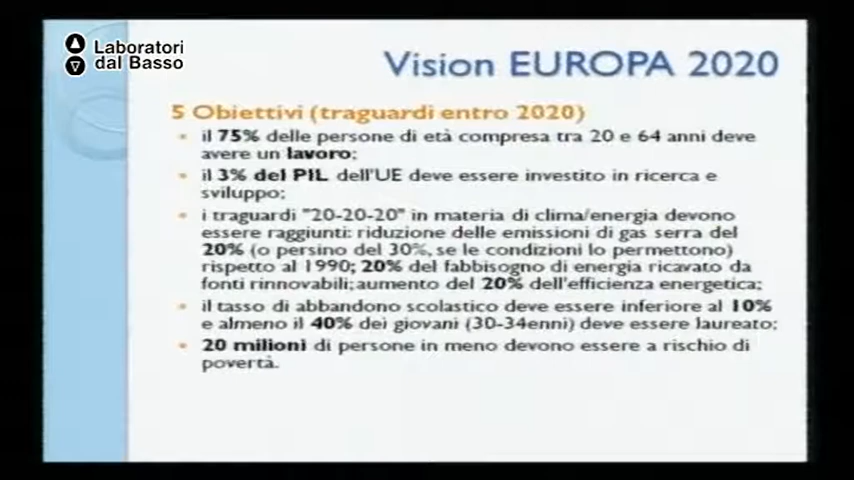 Laboratori
dal Basso
Vision EUROPA 2020
5 Obiettivi (traguardi entro 2020)
il 75% delle persone di età compresa tra 20 e 64 anni deve
avere un lavoro;
il 3% del PIL dell'UE deve essere investito in ricerca e
sviluppo;
i traguardi "20-20-20" in materia di clima/energia devono
essere raggiunti: riduzione delle emissioni di gas serra del
20% (o persino del 30%, se le condizioni lo permettono)
rispetto al 1990; 20% del fabbisogno di energia ricavato da
fonti rinnovabili; aumento del 20% dell'efficienza energetica;
il tasso di abbandono scolastico deve essere inferiore al 10%
e almeno il 40% dei giovani (30-34enni) deve essere laureato;
20 milioni di persone in meno devono essere a rischio di
povertà.